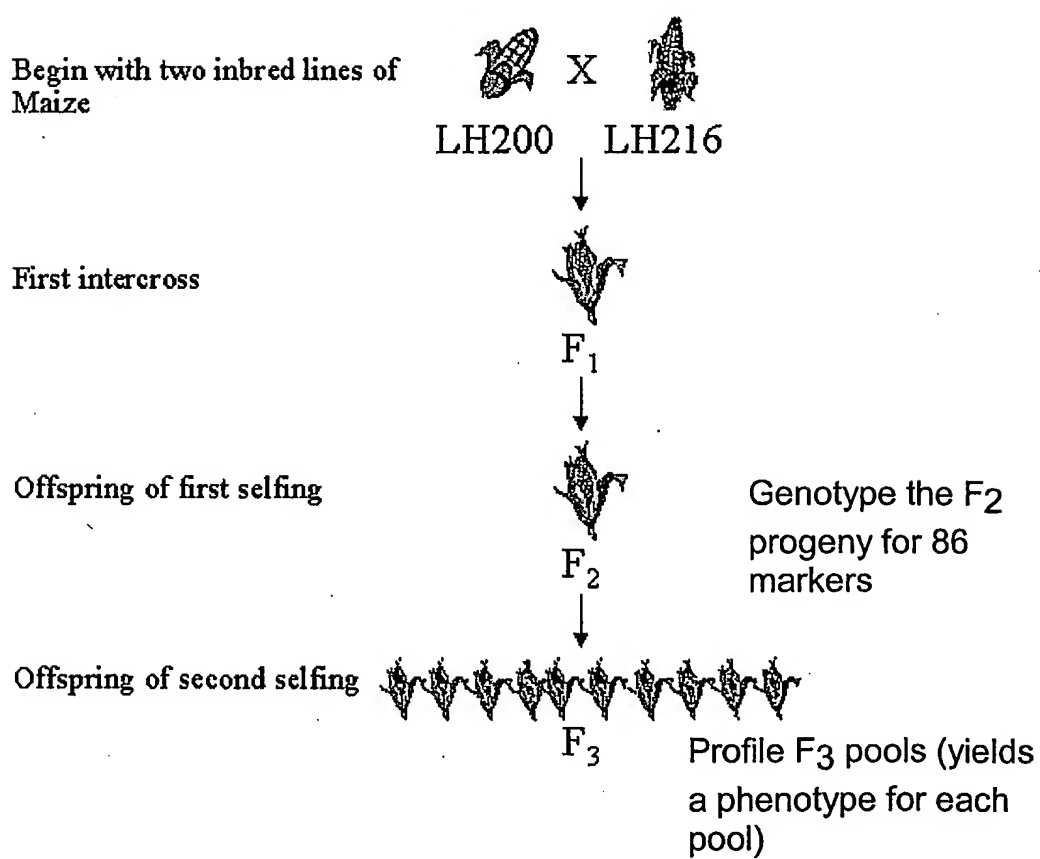 Begin with two inbred lines of
Maize
X
LH200 LH216
First intercross
F₁
Offspring of first selfing
F₂
Genotype the F2
progeny for 86
markers
Offspring of second selfing
F₃
Profile F3 pools (yields
a phenotype for each
pool)